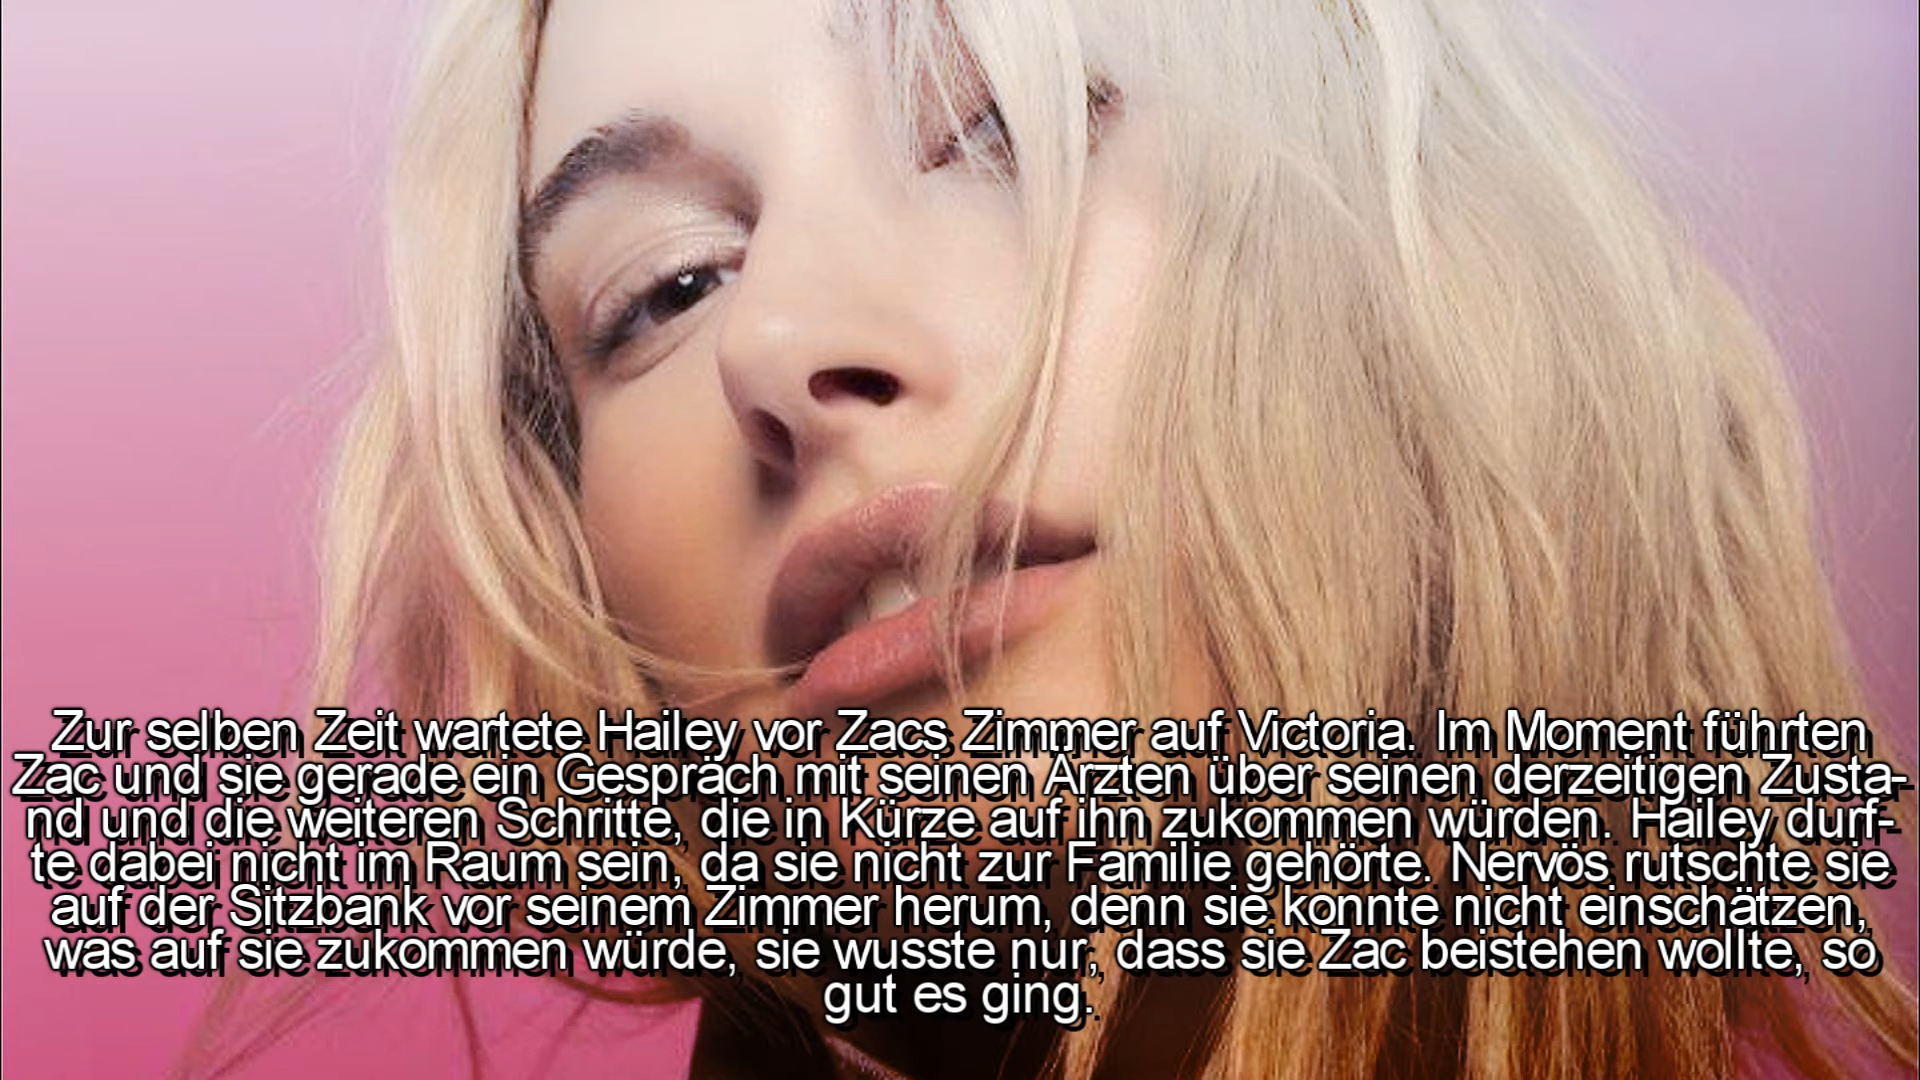 Zur selben Zeit wartete Hailey vor Zacs Zimmer auf Victoria. Im Moment führten
Zac und sie gerade ein Gespräch mit seinen Ärzten über seinen derzeitigen Zusta-
nd und die weiteren Schritte, die in Kürze auf ihn zukommen würden. Hailey durf-
te dabei nicht im Raum sein, da sie nicht zur Familie gehörte. Nervös rutschte sie
auf der Sitzbank vor seinem Zimmer herum, denn sie konnte nicht einschätzen,
was auf sie zukommen würde, sie wusste nur, dass sie Zac beistehen wollte, so
gut es ging.